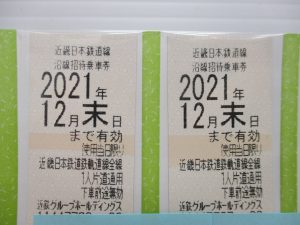 近畿日本鉄道線
沿線招待乗車券
2021年
12月末日
まで有効
使用当日限り
近畿日本鉄道鉄軌道線全線
1人片道通用
下車前途無効
近鉄グループホールディングス
近畿日本鉄道線
沿線招待乗車券
2021年
12月末日
まで有効
使用当日限り
近畿日本鉄道鉄軌道線全線
1人片道通用
下車前途無効
近鉄グループホールディングス